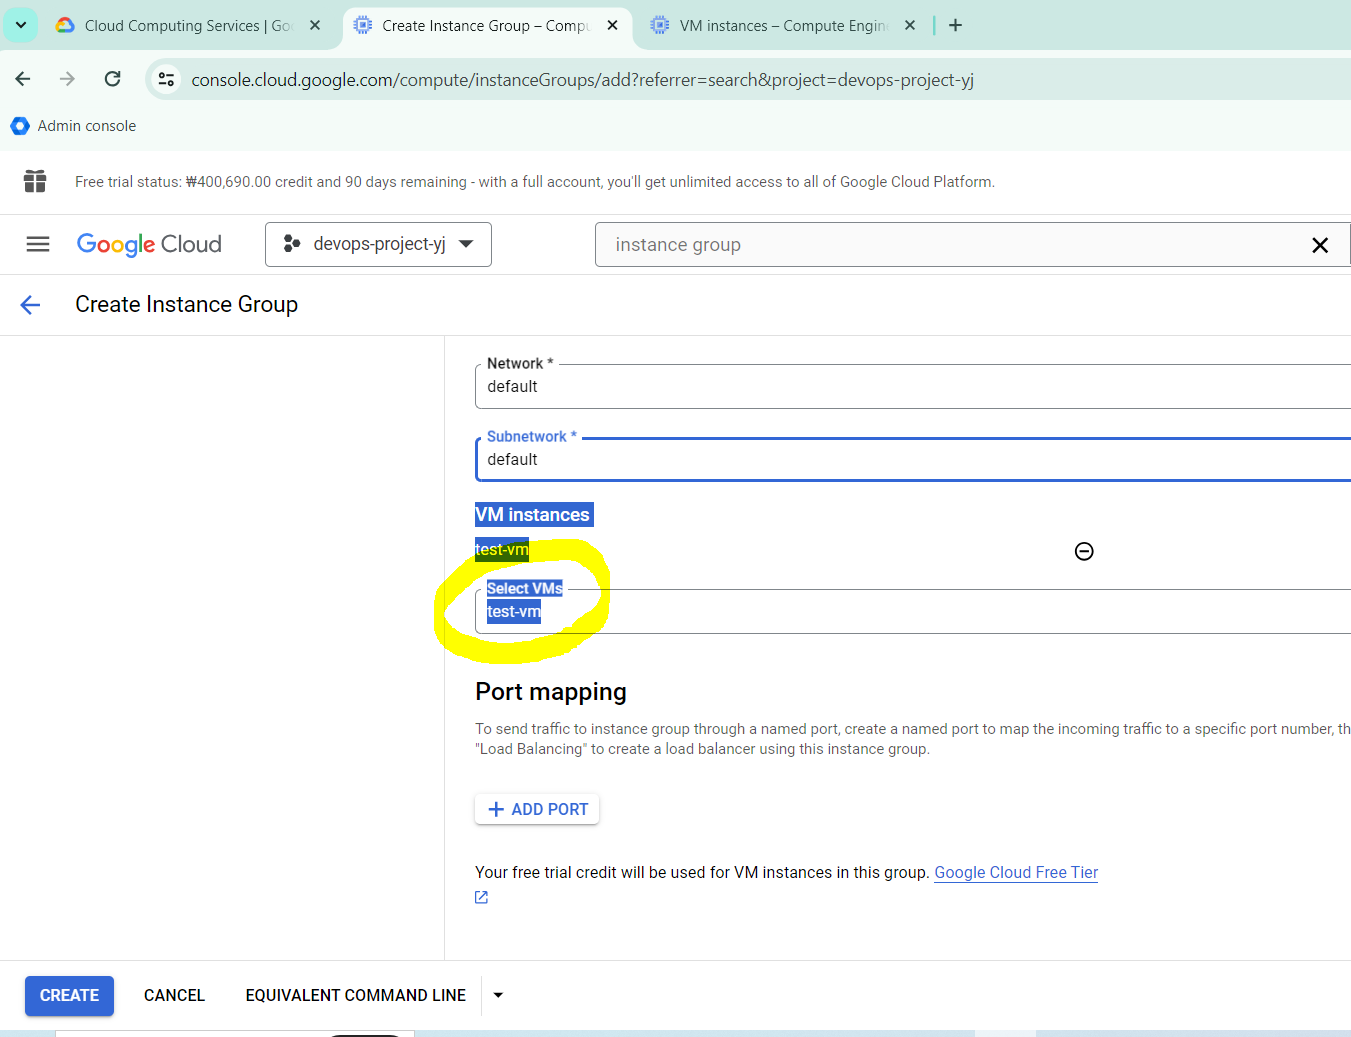 Cloud Computing Services | Goo
Create Instance Group – Compu
VM instances – Compute Engine
console.cloud.google.com/compute/instanceGroups/add?referrer=search&project=devops-project-yj
Admin console
Free trial status: ₩400,690.00 credit and 90 days remaining - with a full account, you'll get unlimited access to all of Google Cloud Platform.
Google Cloud
devops-project-yj
instance group
Create Instance Group
Network *
default
Subnetwork *
default
VM instances
test-vm
Select VMs
test-vm
Port mapping
To send traffic to instance group through a named port, create a named port to map the incoming traffic to a specific port number, th
"Load Balancing" to create a load balancer using this instance group.
ADD PORT
Your free trial credit will be used for VM instances in this group. Google Cloud Free Tier
CREATE
CANCEL
EQUIVALENT COMMAND LINE